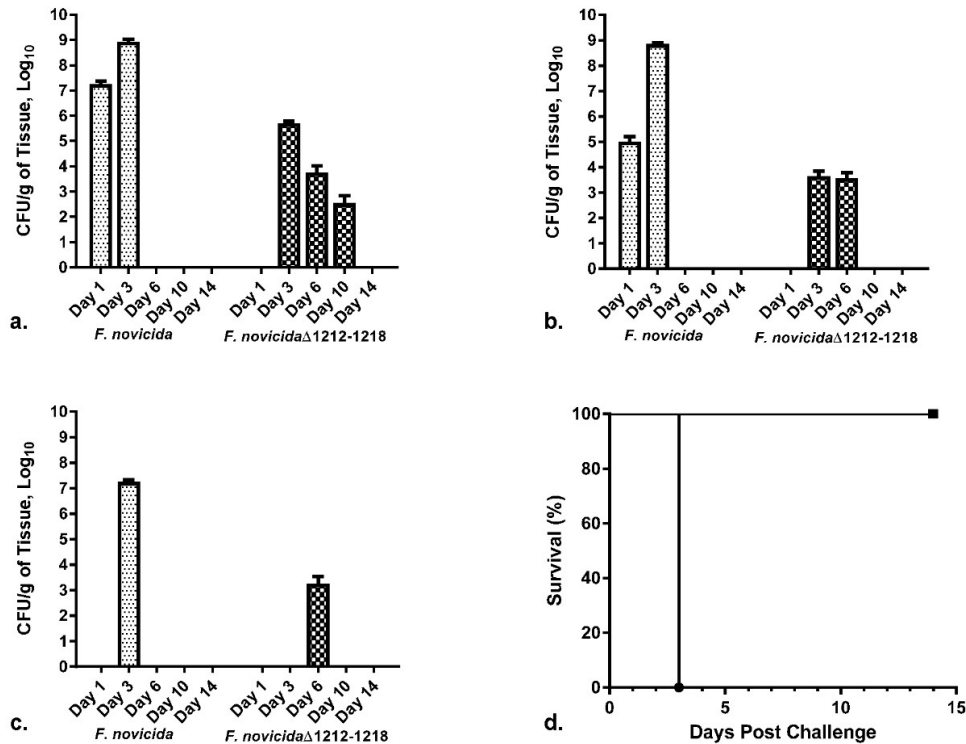 CFU/g of Tissue, Log10
10
9
8
7
6
5
4
3
2
1
0
Day 1
Day 3
Day 6
Day 10
Day 14
Day 1
Day 3
Day 6
Day 10
Day 14
F. novicida
F. novicidaΔ1212-1218
a.
CFU/g of Tissue, Log10
10
9
8
7
6
5
4
3
2
1
0
Day 1
Day 3
Day 6
Day 10
Day 14
Day 1
Day 3
Day 6
Day 10
Day 14
F. novicida
F. novicidaΔ1212-1218
b.
CFU/g of Tissue, Log10
10
9
8
7
6
5
4
3
2
1
0
Day 1
Day 3
Day 6
Day 10
Day 14
Day 1
Day 3
Day 6
Day 10
Day 14
F. novicida
F. novicidaΔ1212-1218
c.
Survival (%)
100
80
60
40
20
0
0
5
10
15
Days Post Challenge
d.